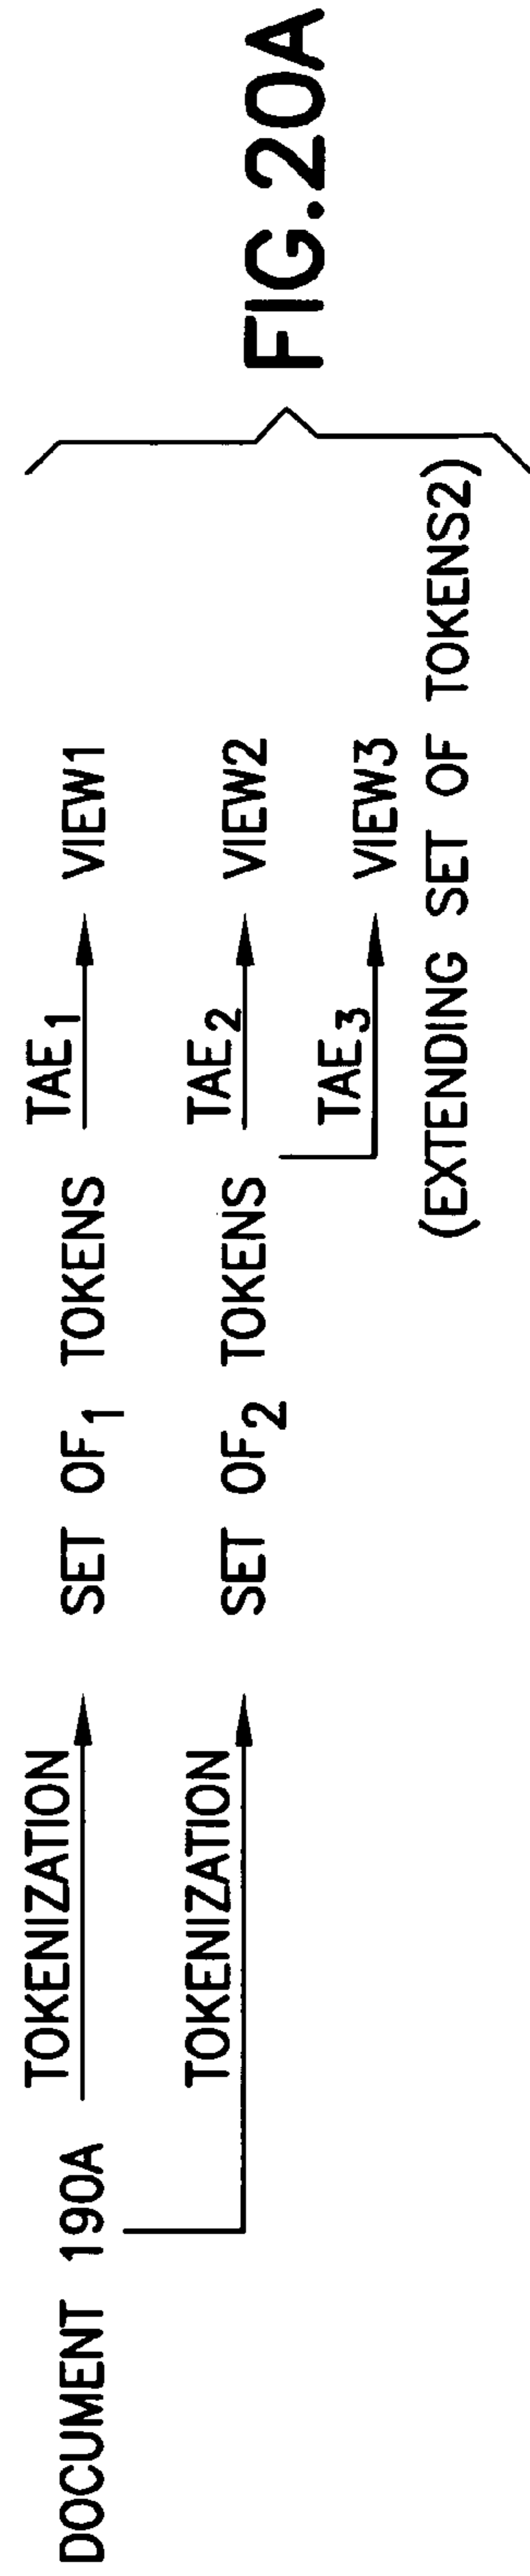 DOCUMENT 190A TOKENIZATION SET OF₁ TOKENS TAE₁ VIEW1
TOKENIZATION SET OF₂ TOKENS TAE₂ VIEW2
TAE₃ VIEW3
(EXTENDING SET OF TOKENS2)
FIG.20A